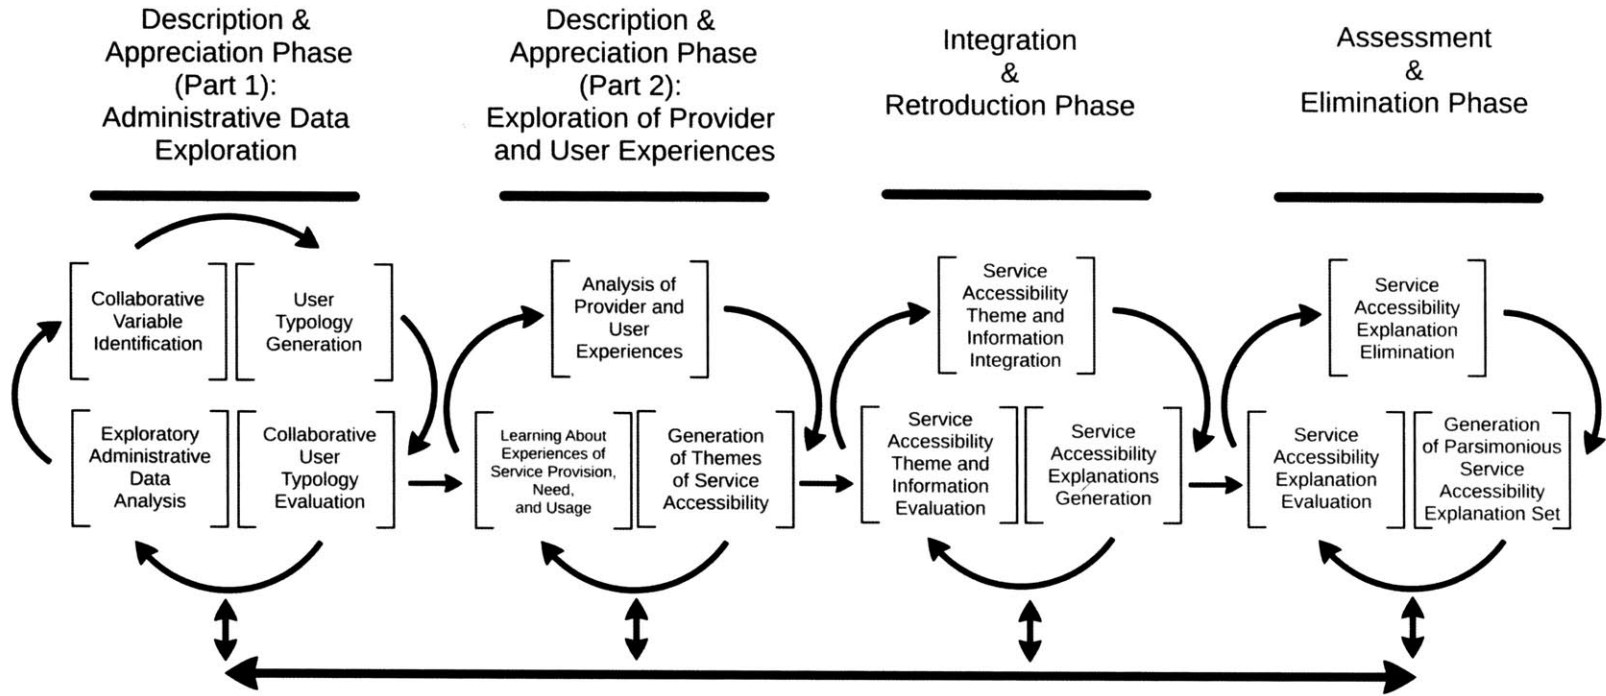 Description &
Appreciation Phase
(Part 1):
Administrative Data
Exploration
Description &
Appreciation Phase
(Part 2):
Exploration of Provider
and User Experiences
Integration
&
Retroduction Phase
Assessment
&
Elimination Phase
Collaborative
Variable
Identification
User
Typology
Generation
Exploratory
Administrative
Data
Analysis
Collaborative
User
Typology
Evaluation
Analysis of
Provider and
User
Experiences
Learning About
Experiences of
Service Provision,
Need,
and Usage
Generation
of Themes
of Service
Accessibility
Service
Accessibility
Theme and
Information
Integration
Service
Accessibility
Theme and
Information
Evaluation
Service
Accessibility
Explanations
Generation
Service
Accessibility
Explanation
Elimination
Service
Accessibility
Explanation
Evaluation
Generation
of Parsimonious
Service
Accessibility
Explanation Set